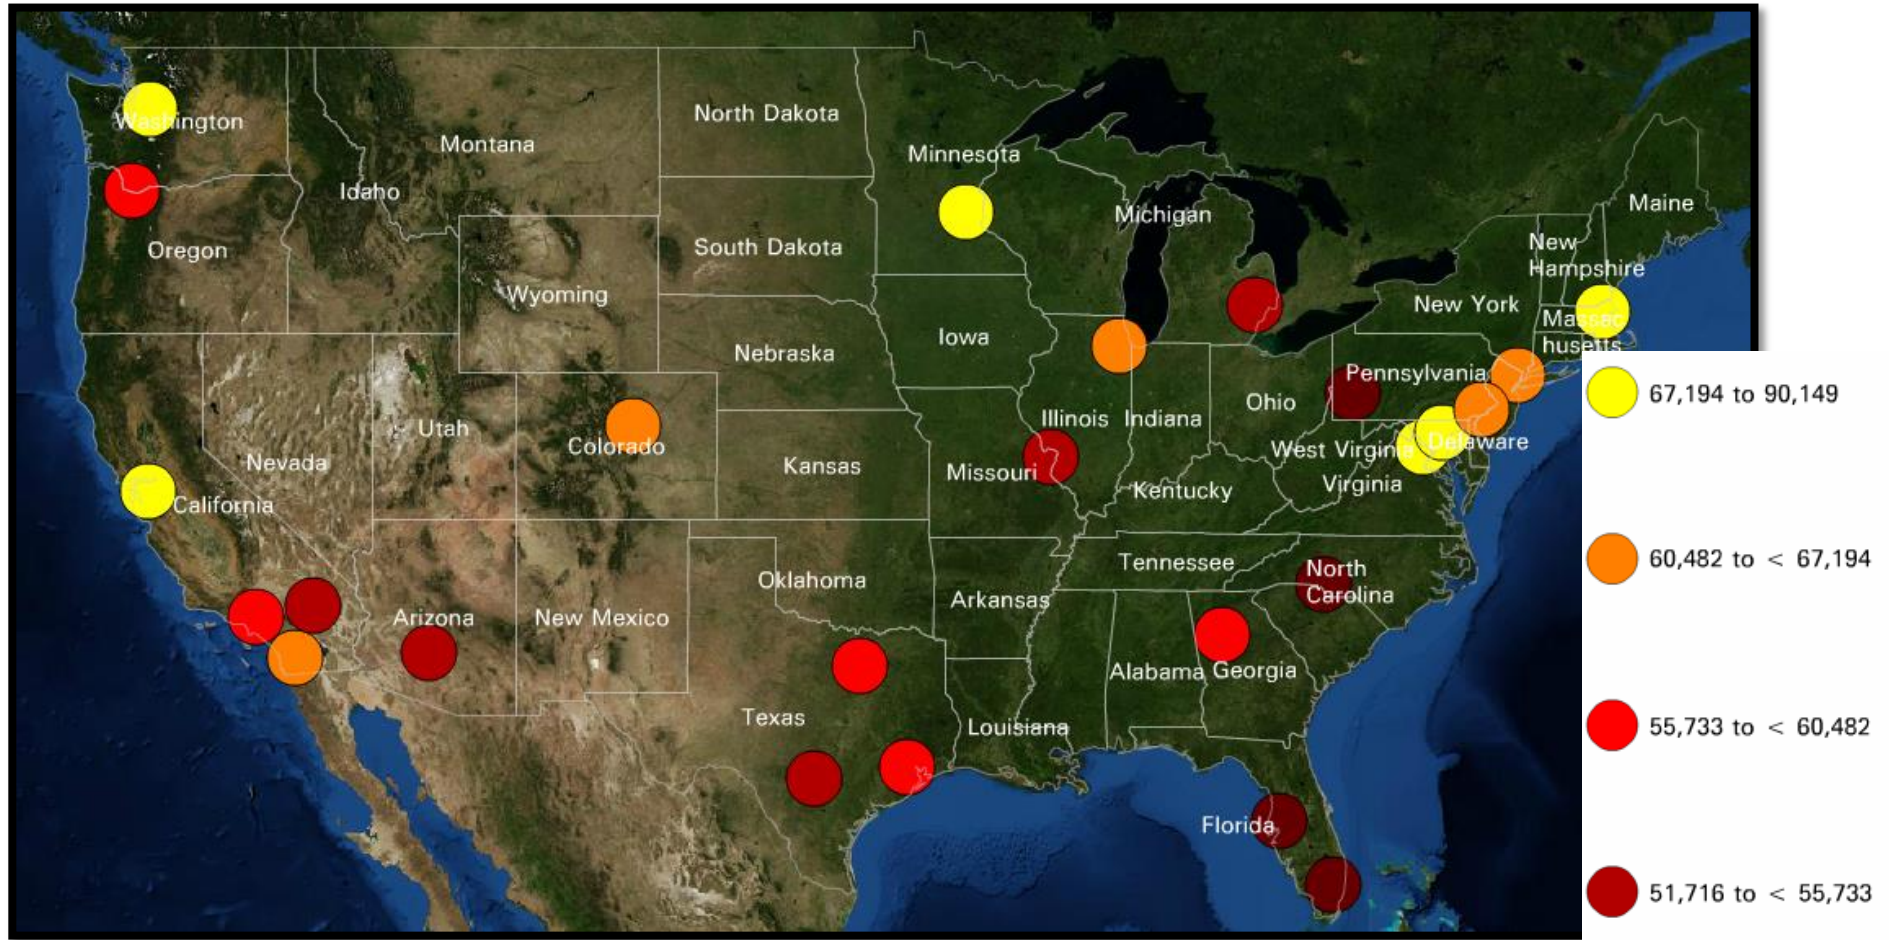 Washington
Montana
North Dakota
Minnesota
Idaho
Michigan
Maine
Oregon
South Dakota
New
Hampshire
Wyoming
New York
Massac
husetts
Iowa
Nebraska
Pennsylvania
Ohio
Utah
Colorado
Illinois
Indiana
Delaware
West Virginia
Nevada
Kansas
Missouri
Virginia
California
Kentucky
Tennessee
North
Carolina
Oklahoma
Arkansas
Arizona
New Mexico
Alabama
Georgia
Texas
Louisiana
Florida
67,194 to 90,149
60,482 to < 67,194
55,733 to < 60,482
51,716 to < 55,733